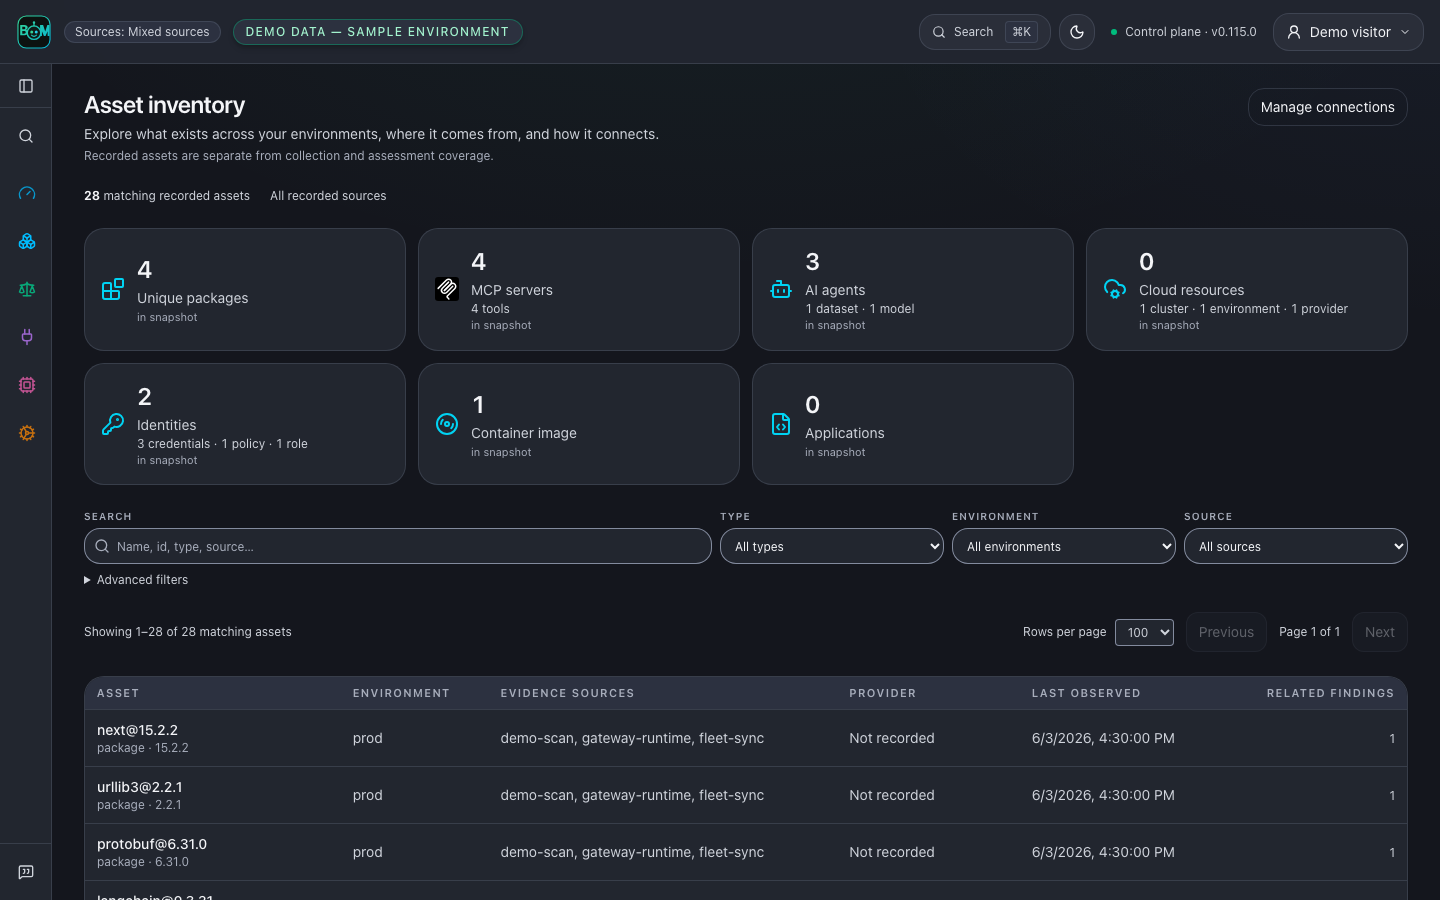 BOM
Sources: Mixed sources
DEMO DATA — SAMPLE ENVIRONMENT
Search
⌘K
Control plane · v0.115.0
Demo visitor
Asset inventory
Manage connections
Explore what exists across your environments, where it comes from, and how it connects.
Recorded assets are separate from collection and assessment coverage.
28 matching recorded assets
All recorded sources
4
Unique packages
in snapshot
4
MCP servers
4 tools
in snapshot
3
AI agents
1 dataset · 1 model
in snapshot
0
Cloud resources
1 cluster · 1 environment · 1 provider
in snapshot
2
Identities
3 credentials · 1 policy · 1 role
in snapshot
1
Container image
in snapshot
0
Applications
in snapshot
SEARCH
TYPE
ENVIRONMENT
SOURCE
Name, id, type, source...
All types
All environments
All sources
Advanced filters
Showing 1–28 of 28 matching assets
Rows per page
100
Previous
Page 1 of 1
Next
ASSET
ENVIRONMENT
EVIDENCE SOURCES
PROVIDER
LAST OBSERVED
RELATED FINDINGS
next@15.2.2
package · 15.2.2
prod
demo-scan, gateway-runtime, fleet-sync
Not recorded
6/3/2026, 4:30:00 PM
1
urllib3@2.2.1
package · 2.2.1
prod
demo-scan, gateway-runtime, fleet-sync
Not recorded
6/3/2026, 4:30:00 PM
1
protobuf@6.31.0
package · 6.31.0
prod
demo-scan, gateway-runtime, fleet-sync
Not recorded
6/3/2026, 4:30:00 PM
1